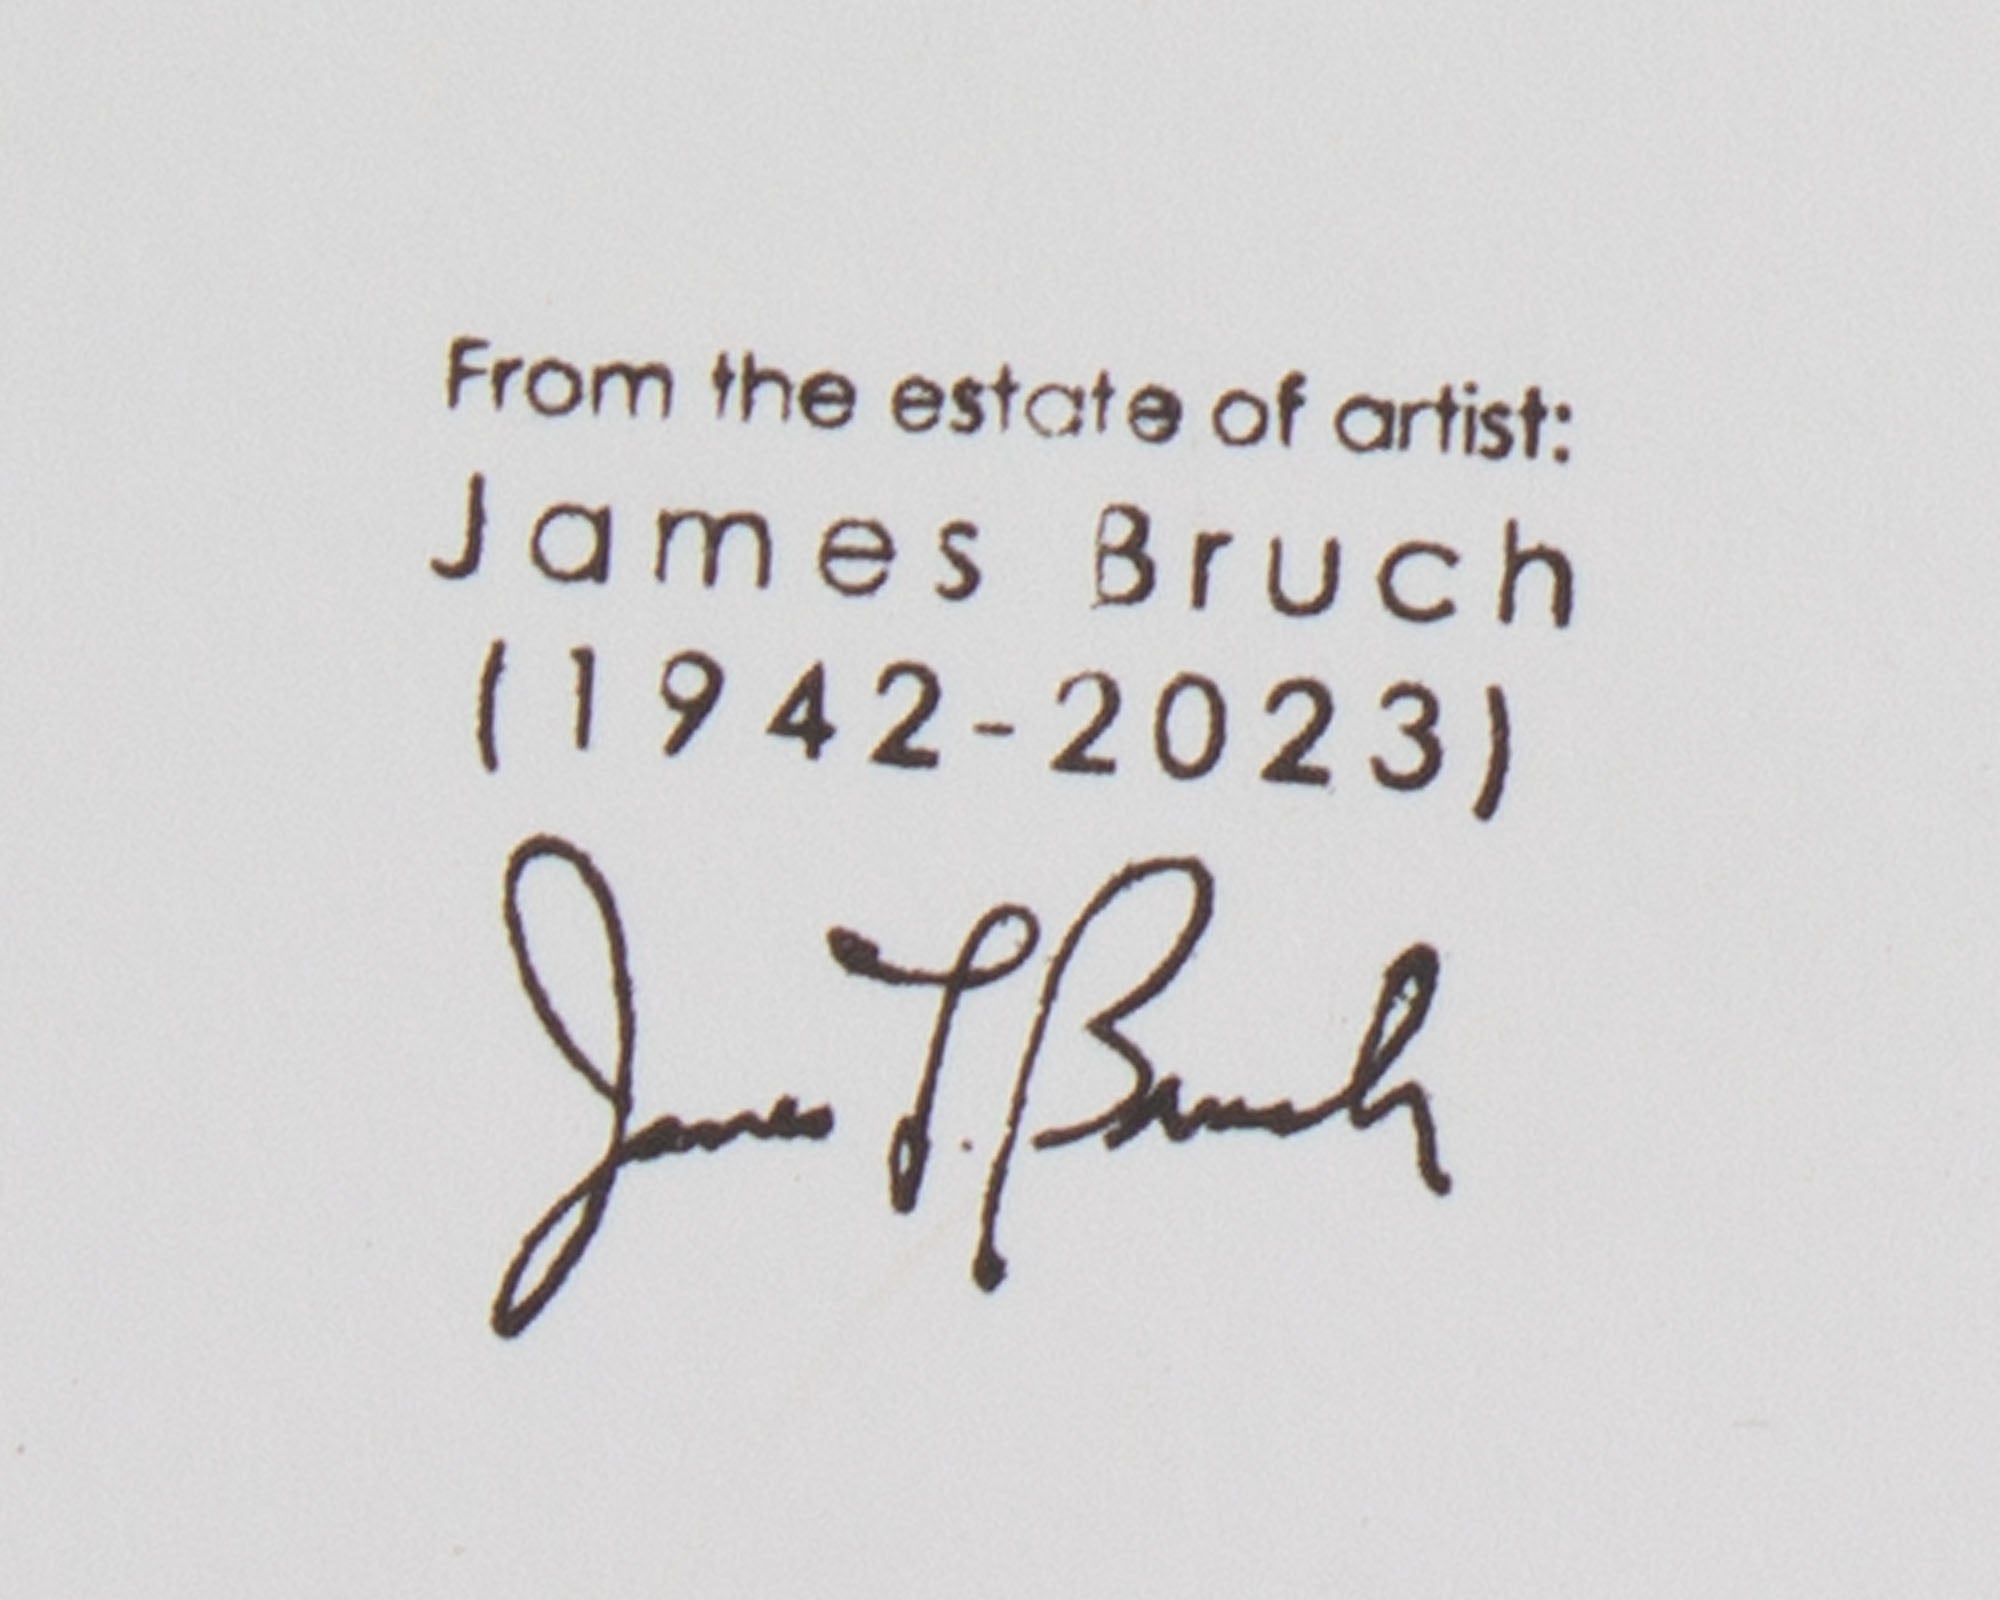 From the estate of artist:
James Bruch
(1942-2023)
James T. Bruch